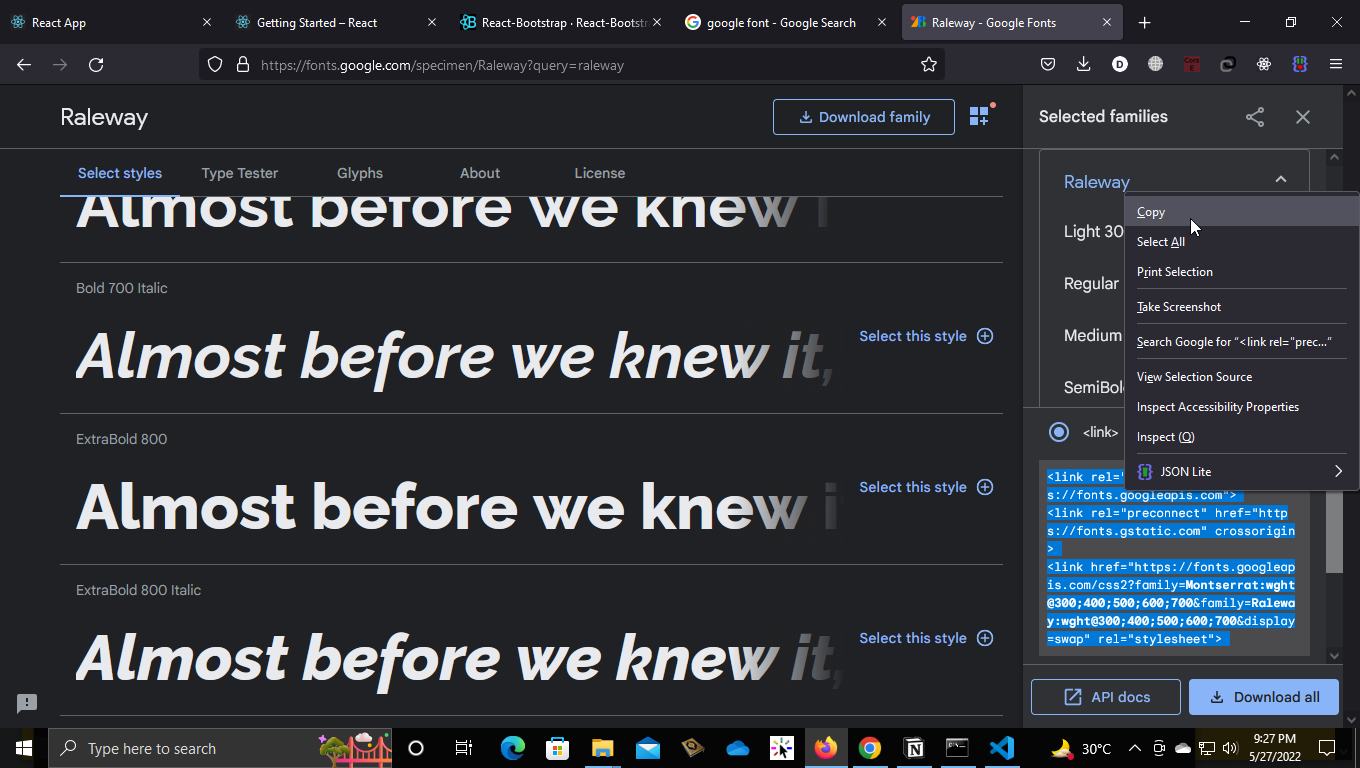 React App
Getting Started – React
React-Bootstrap · React-Bootstr
google font - Google Search
Raleway - Google Fonts
https://fonts.google.com/specimen/Raleway?query=raleway
Raleway
Download family
Selected families
Select styles
Type Tester
Glyphs
About
License
Almost before we knew i
Bold 700 Italic
Almost before we knew it,
Select this style
ExtraBold 800
Almost before we knew i
Select this style
ExtraBold 800 Italic
Almost before we knew it,
Select this style
Raleway
Light 30
Regular
Medium
SemiBol
<link>
Copy
Select All
Print Selection
Take Screenshot
Search Google for “<link rel="prec...”
View Selection Source
Inspect Accessibility Properties
Inspect (Q)
JSON Lite
<link rel="
s://fonts.googleapis.com">
<link rel="preconnect" href="http
s://fonts.gstatic.com" crossorigin
>
<link href="https://fonts.googleap
is.com/css2?family=Montserrat:wght
@300;400;500;600;700&family=Ralewa
y:wght@300;400;500;600;700&display
=swap" rel="stylesheet">
API docs
Download all
Type here to search
30°C
9:27 PM
5/27/2022